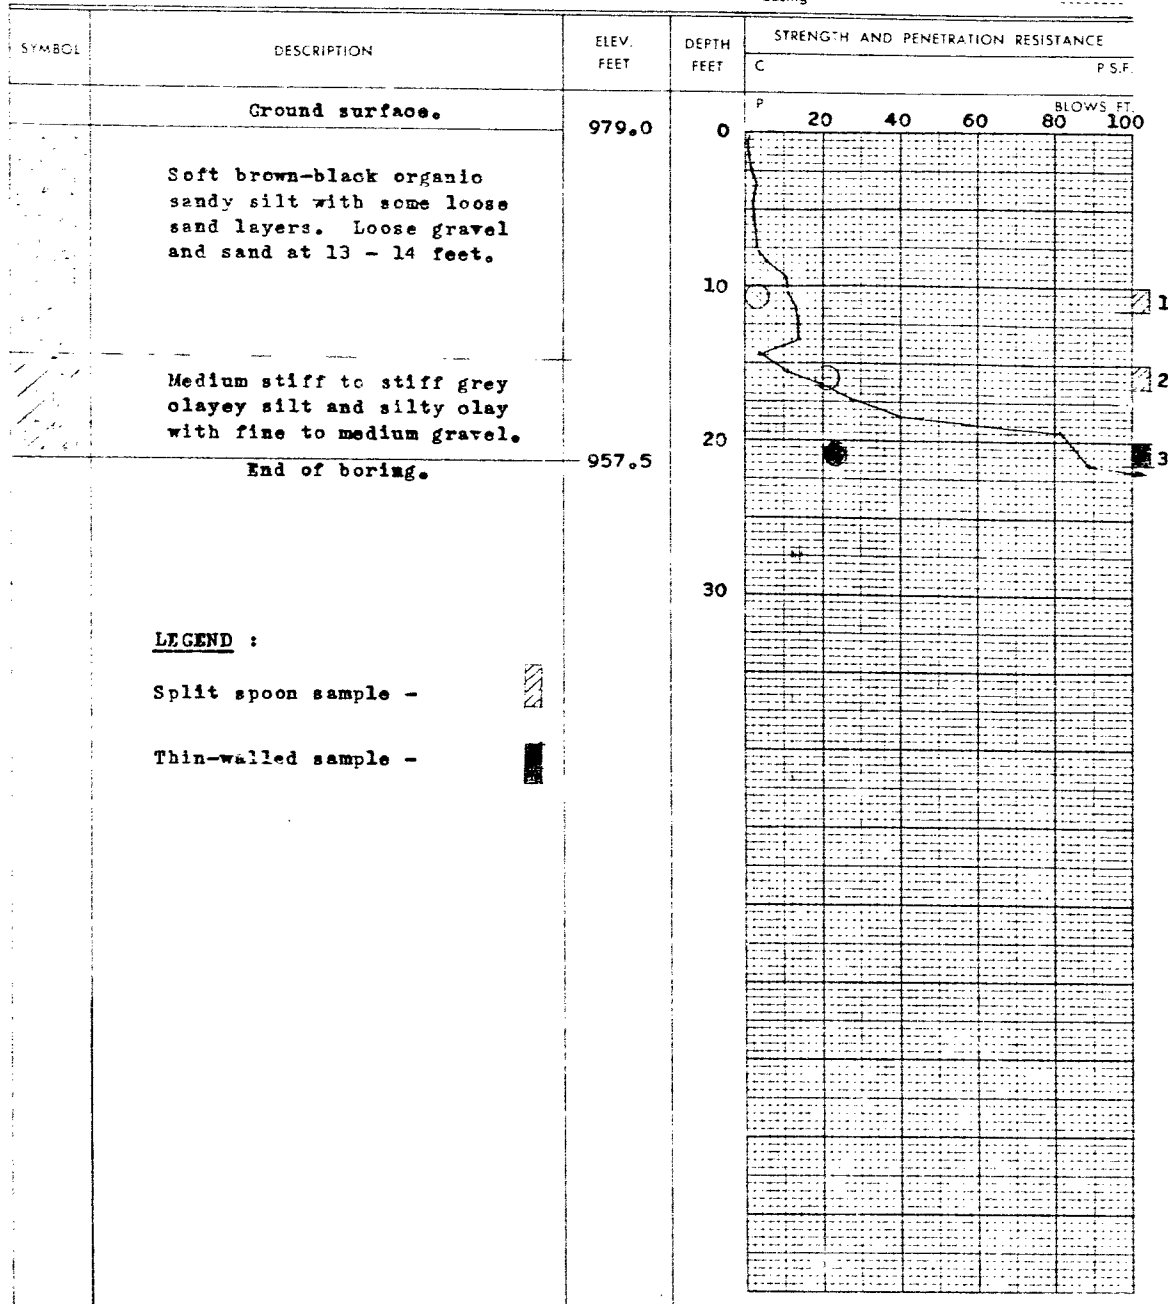 SYMBOL DESCRIPTION ELEV. FEET DEPTH FEET STRENGTH AND PENETRATION RESISTANCE
C P.S.F.
P BLOWS FT.
Ground surface. 979.0 0 20 40 60 80 100
Soft brown-black organic
sandy silt with some loose
sand layers. Loose gravel
and sand at 13 - 14 feet.
10 1
Medium stiff to stiff grey 2
clayey silt and silty clay
with fine to medium gravel.
20
End of boring. 957.5 3
30
LEGEND :
Split spoon sample -
Thin-walled sample -